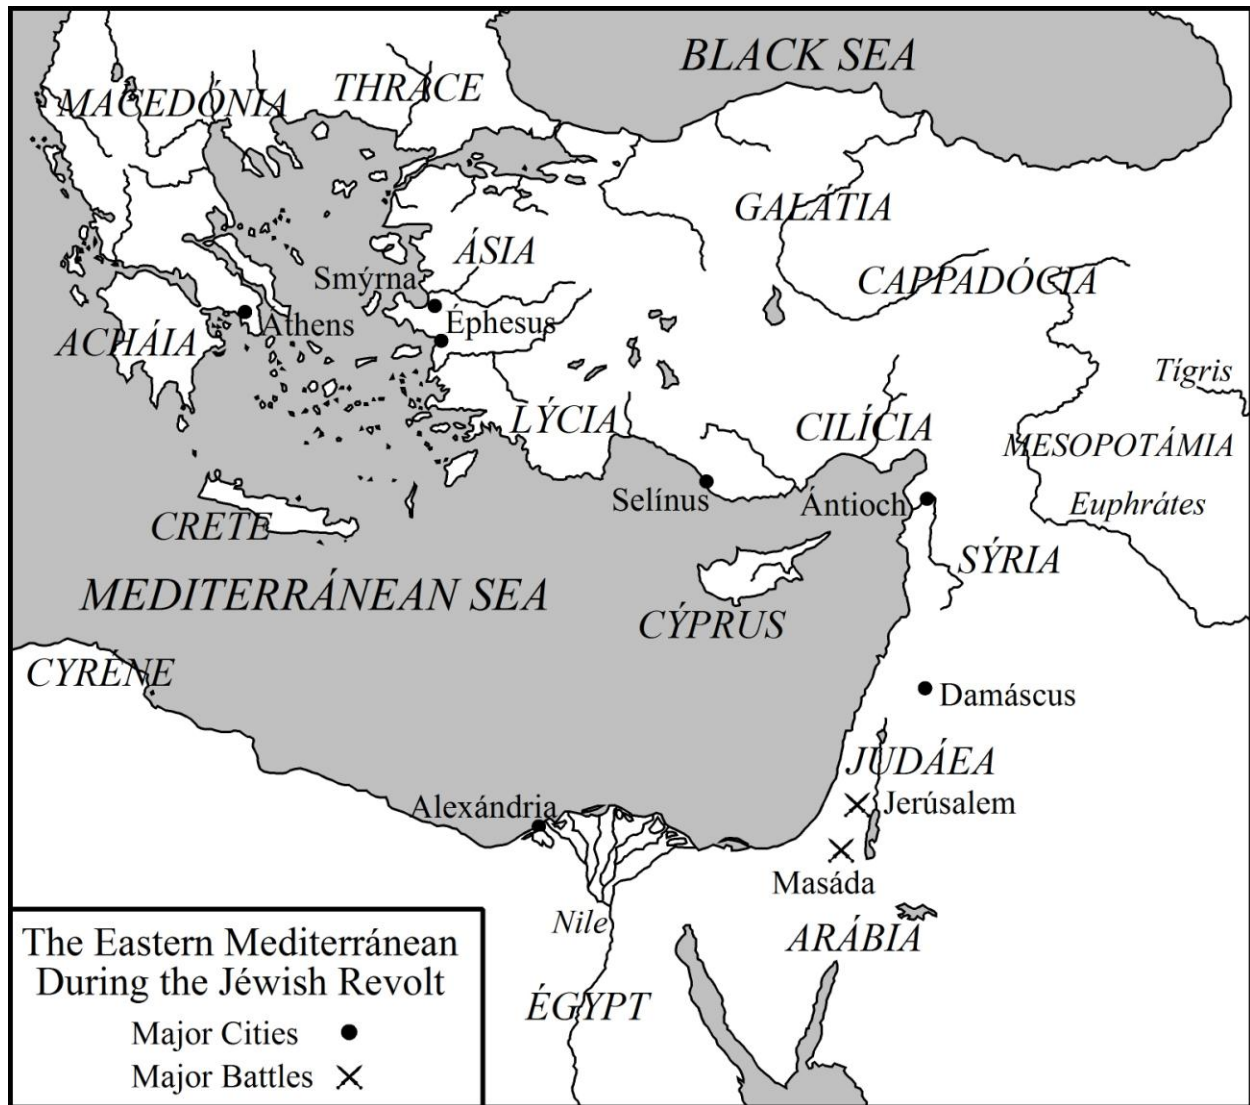 BLACK SEA
THRACE
MACEDÓNIA
GALÁTIA
ÁSIA
Smýrna
CAPPADÓCIA
Athens
Éphesus
ACHÁIA
Tígris
LÝCIA
CILÍCIA
MESOPOTÁMIA
Selínus
Ántioch
Euphrátes
CRETE
SÝRIA
MEDITERRÁNEAN SEA
CÝPRUS
CYRÉNE
Damáscus
JUDÁEA
Alexándria
Jerúsalem
Masáda
Nile
ARÁBIA
ÉGYPT
The Eastern Mediterránean
During the Jéwish Revolt
Major Cities
Major Battles